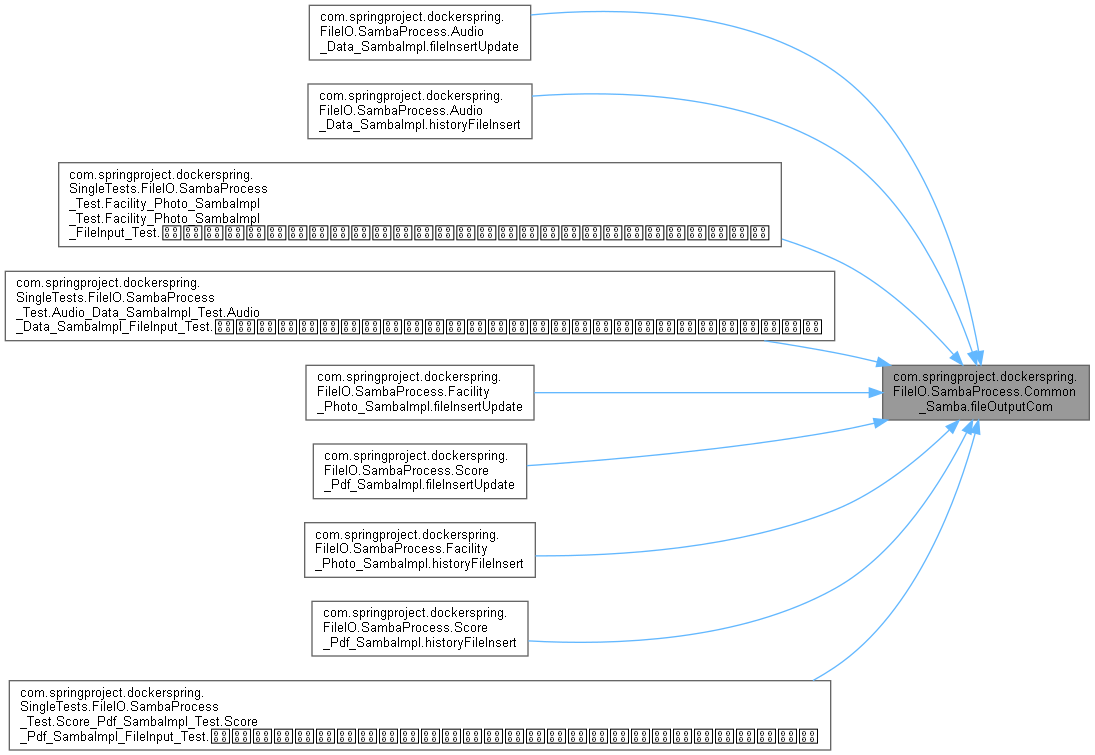 com.springproject.dockerspring.
FileIO.SambaProcess.Audio
_Data_SambaImpl.fileInsertUpdate
com.springproject.dockerspring.
FileIO.SambaProcess.Audio
_Data_SambaImpl.historyFileInsert
com.springproject.dockerspring.
SingleTests.FileIO.SambaProcess
_Test.Facility_Photo_SambaImpl
_Test.Facility_Photo_SambaImpl
_FileInput_Test.
com.springproject.dockerspring.
SingleTests.FileIO.SambaProcess
_Test.Audio_Data_SambaImpl_Test.Audio
_Data_SambaImpl_FileInput_Test.
com.springproject.dockerspring.
FileIO.SambaProcess.Common
_Samba.fileOutputCom
com.springproject.dockerspring.
FileIO.SambaProcess.Facility
_Photo_SambaImpl.fileInsertUpdate
com.springproject.dockerspring.
FileIO.SambaProcess.Score
_Pdf_SambaImpl.fileInsertUpdate
com.springproject.dockerspring.
FileIO.SambaProcess.Facility
_Photo_SambaImpl.historyFileInsert
com.springproject.dockerspring.
FileIO.SambaProcess.Score
_Pdf_SambaImpl.historyFileInsert
com.springproject.dockerspring.
SingleTests.FileIO.SambaProcess
_Test.Score_Pdf_SambaImpl_Test.Score
_Pdf_SambaImpl_FileInput_Test.